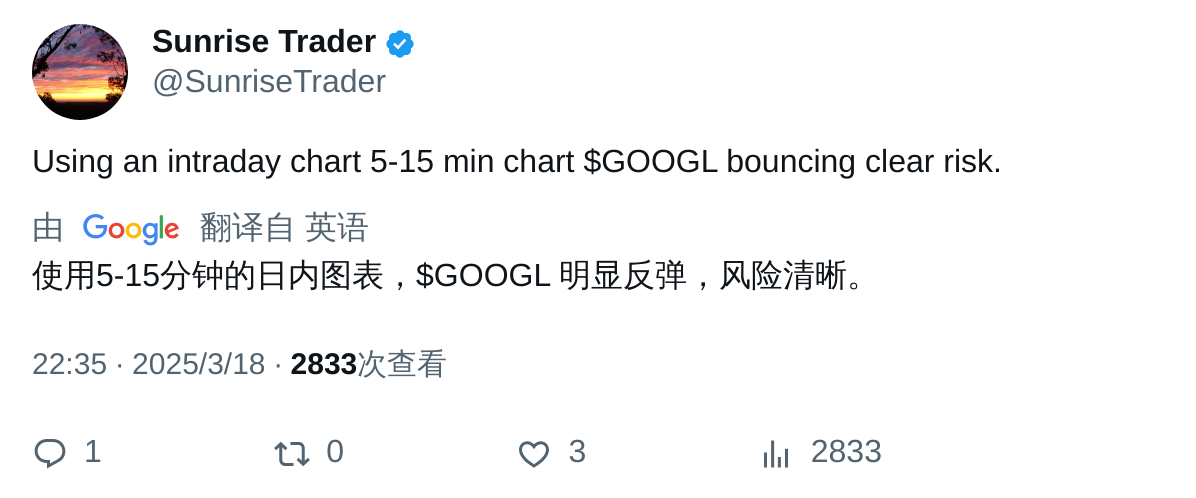 Sunrise Trader
@SunriseTrader
Using an intraday chart 5-15 min chart $GOOGL bouncing clear risk.
由 Google 翻译自 英语
使用5-15分钟的日内图表，$GOOGL 明显反弹，风险清晰。
22:35 · 2025/3/18 · 2833次查看
1 0 3 2833